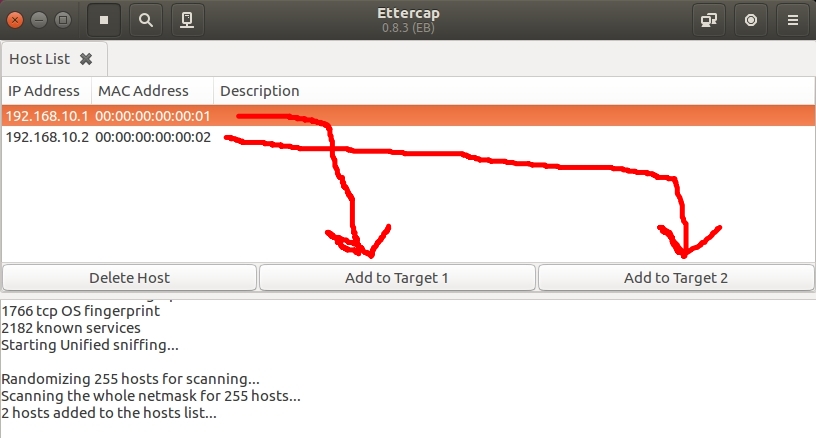 Ettercap
0.8.3 (EB)
Host List
IP Address MAC Address Description
192.168.10.1 00:00:00:00:00:01
192.168.10.2 00:00:00:00:00:02
Delete Host Add to Target 1 Add to Target 2
1766 tcp OS fingerprint
2182 known services
Starting Unified sniffing...
Randomizing 255 hosts for scanning...
Scanning the whole netmask for 255 hosts...
2 hosts added to the hosts list...